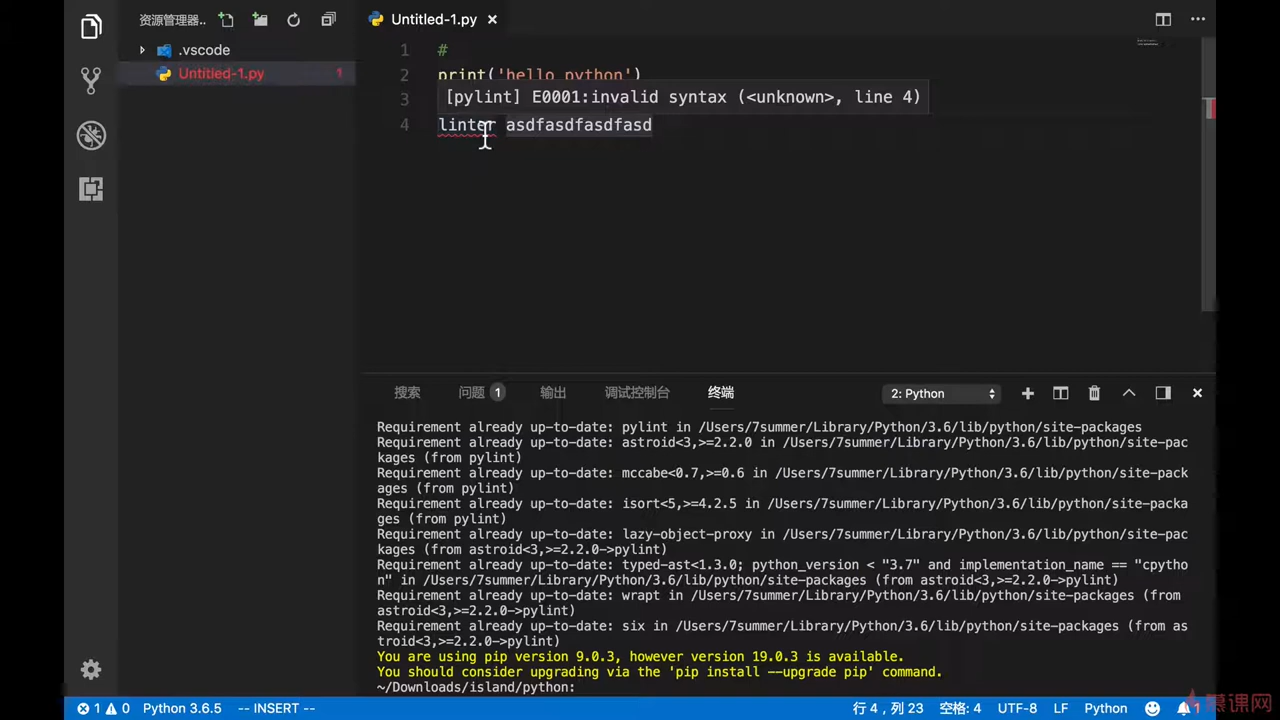 资源管理器..
Untitled-1.py
.vscode
Untitled-1.py 1
1 #
2 print('hello python')
[pylint] E0001:invalid syntax (<unknown>, line 4)
3
4 linter asdfasdfasdfasd
搜索 问题 1 输出 调试控制台 终端 2: Python
Requirement already up-to-date: pylint in /Users/7summer/Library/Python/3.6/lib/python/site-packages
Requirement already up-to-date: astroid<3,>=2.2.0 in /Users/7summer/Library/Python/3.6/lib/python/site-pac
kages (from pylint)
Requirement already up-to-date: mccabe<0.7,>=0.6 in /Users/7summer/Library/Python/3.6/lib/python/site-pack
ages (from pylint)
Requirement already up-to-date: isort<5,>=4.2.5 in /Users/7summer/Library/Python/3.6/lib/python/site-packa
ges (from pylint)
Requirement already up-to-date: lazy-object-proxy in /Users/7summer/Library/Python/3.6/lib/python/site-pac
kages (from astroid<3,>=2.2.0->pylint)
Requirement already up-to-date: typed-ast<1.3.0; python_version < "3.7" and implementation_name == "cpytho
n" in /Users/7summer/Library/Python/3.6/lib/python/site-packages (from astroid<3,>=2.2.0->pylint)
Requirement already up-to-date: wrapt in /Users/7summer/Library/Python/3.6/lib/python/site-packages (from
astroid<3,>=2.2.0->pylint)
Requirement already up-to-date: six in /Users/7summer/Library/Python/3.6/lib/python/site-packages (from as
troid<3,>=2.2.0->pylint)
You are using pip version 9.0.3, however version 19.0.3 is available.
You should consider upgrading via the 'pip install --upgrade pip' command.
~/Downloads/island/python:
1 0 Python 3.6.5 -- INSERT -- 行 4，列 23 空格: 4 UTF-8 LF Python 1
慕课网